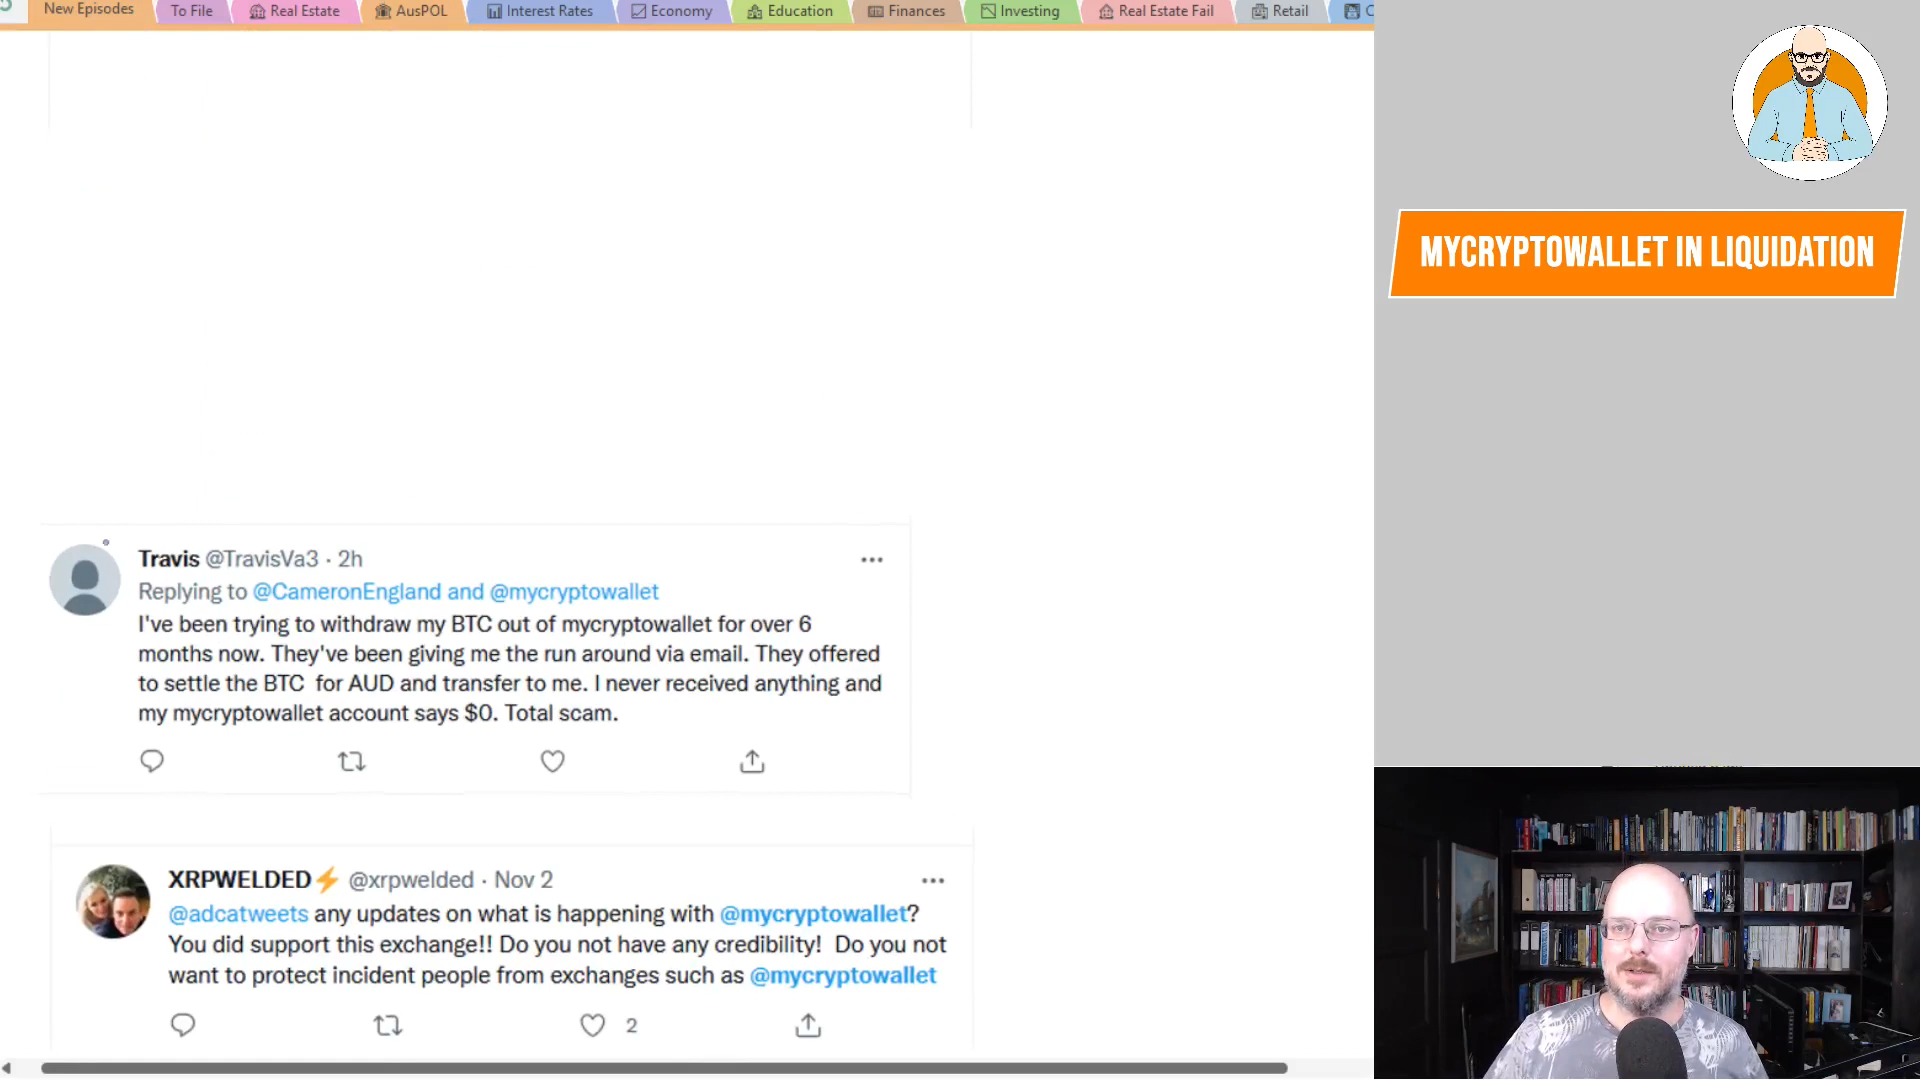 New Episodes
To File
Real Estate
AusPOL
Interest Rates
Economy
Education
Finances
Investing
Real Estate Fail
Retail
C
MYCRYPTOWALLET IN LIQUIDATION
Travis @TravisVa3 · 2h
Replying to @CameronEngland and @mycryptowallet
I've been trying to withdraw my BTC out of mycryptowallet for over 6
months now. They've been giving me the run around via email. They offered
to settle the BTC for AUD and transfer to me. I never received anything and
my mycryptowallet account says $0. Total scam.
XRPWELDED⚡ @xrpwelded · Nov 2
@adcatweets any updates on what is happening with @mycryptowallet?
You did support this exchange!! Do you not have any credibility! Do you not
want to protect incident people from exchanges such as @mycryptowallet
2